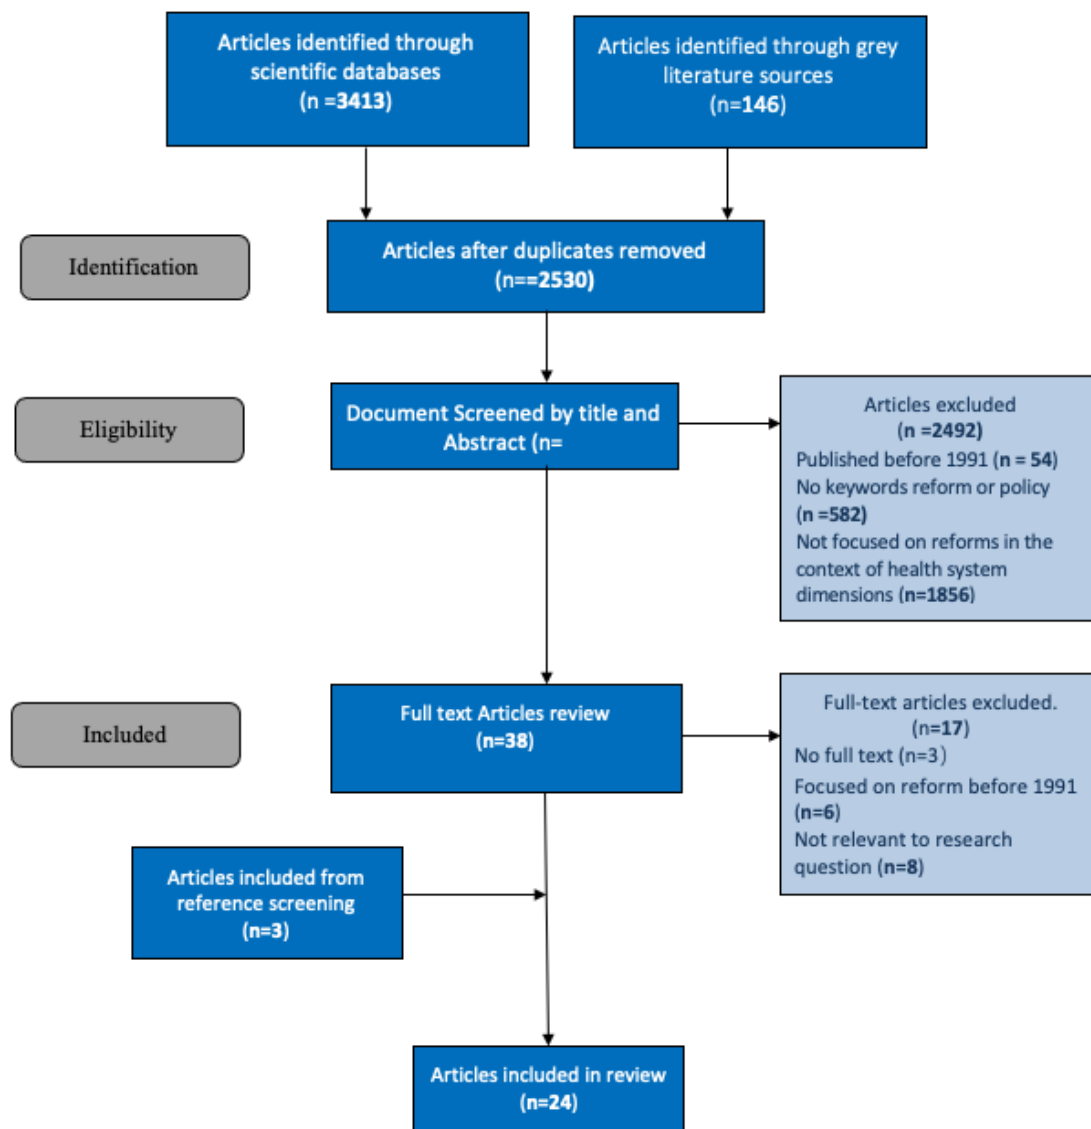 Articles identified through
scientific databases
(n =3413)
Articles identified through grey
literature sources
(n=146)
Identification
Articles after duplicates removed
(n==2530)
Eligibility
Document Screened by title and
Abstract (n=
Articles excluded
(n =2492)
Published before 1991 (n = 54)
No keywords reform or policy
(n =582)
Not focused on reforms in the
context of health system
dimensions (n=1856)
Included
Full text Articles review
(n=38)
Full-text articles excluded.
(n=17)
No full text (n=3)
Focused on reform before 1991
(n=6)
Not relevant to research
question (n=8)
Articles included from
reference screening
(n=3)
Articles included in review
(n=24)